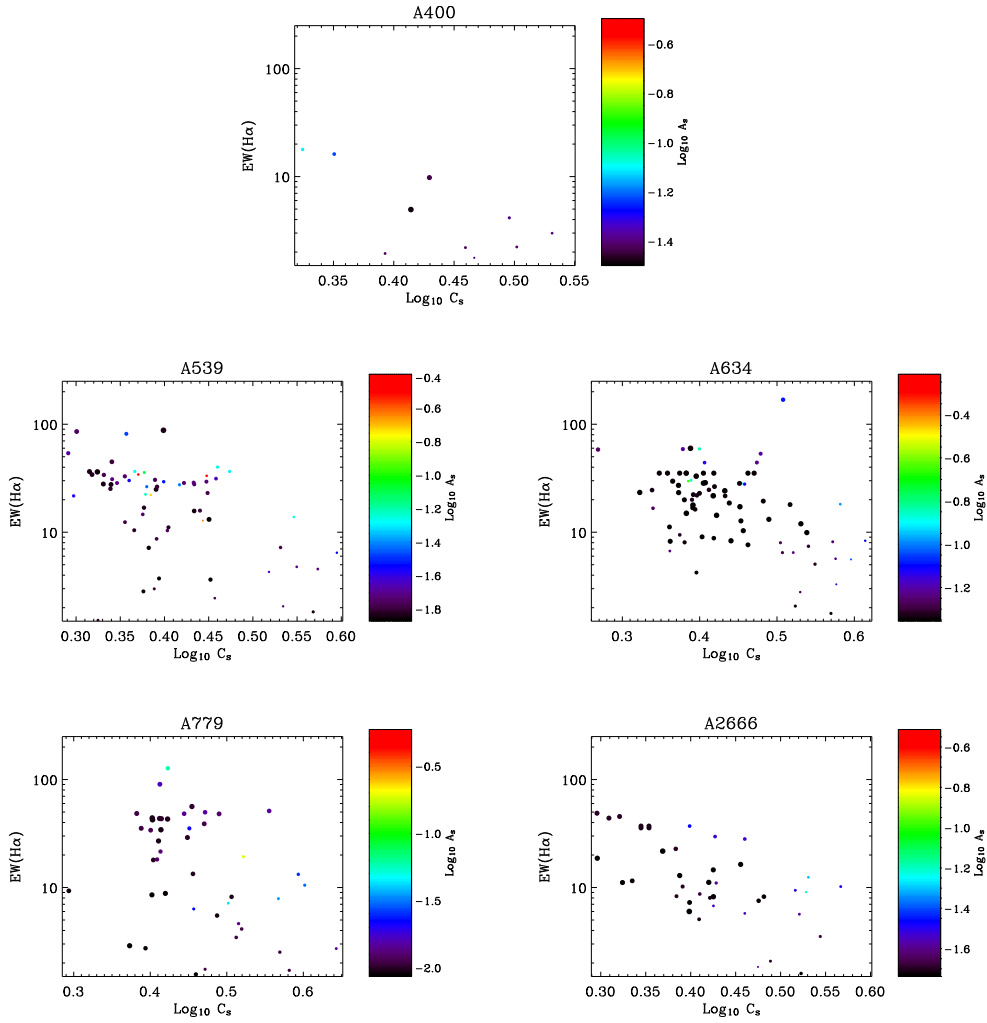 A400
EW(Hα)
100
10
0.35 0.40 0.45 0.50 0.55
Log₁₀ Cₛ
−0.6
−0.8
−1.0
−1.2
−1.4
Log₁₀ Aₛ
A539
EW(Hα)
100
10
0.30 0.35 0.40 0.45 0.50 0.55 0.60
Log₁₀ Cₛ
−0.4
−0.6
−0.8
−1.0
−1.2
−1.4
−1.6
−1.8
Log₁₀ Aₛ
A634
EW(Hα)
100
10
0.3 0.4 0.5 0.6
Log₁₀ Cₛ
−0.4
−0.6
−0.8
−1.0
−1.2
Log₁₀ Aₛ
A779
EW(Hα)
100
10
0.3 0.4 0.5 0.6
Log₁₀ Cₛ
−0.5
−1.0
−1.5
−2.0
Log₁₀ Aₛ
A2666
EW(Hα)
100
10
0.30 0.35 0.40 0.45 0.50 0.55 0.60
Log₁₀ Cₛ
−0.6
−0.8
−1.0
−1.2
−1.4
−1.6
Log₁₀ Aₛ